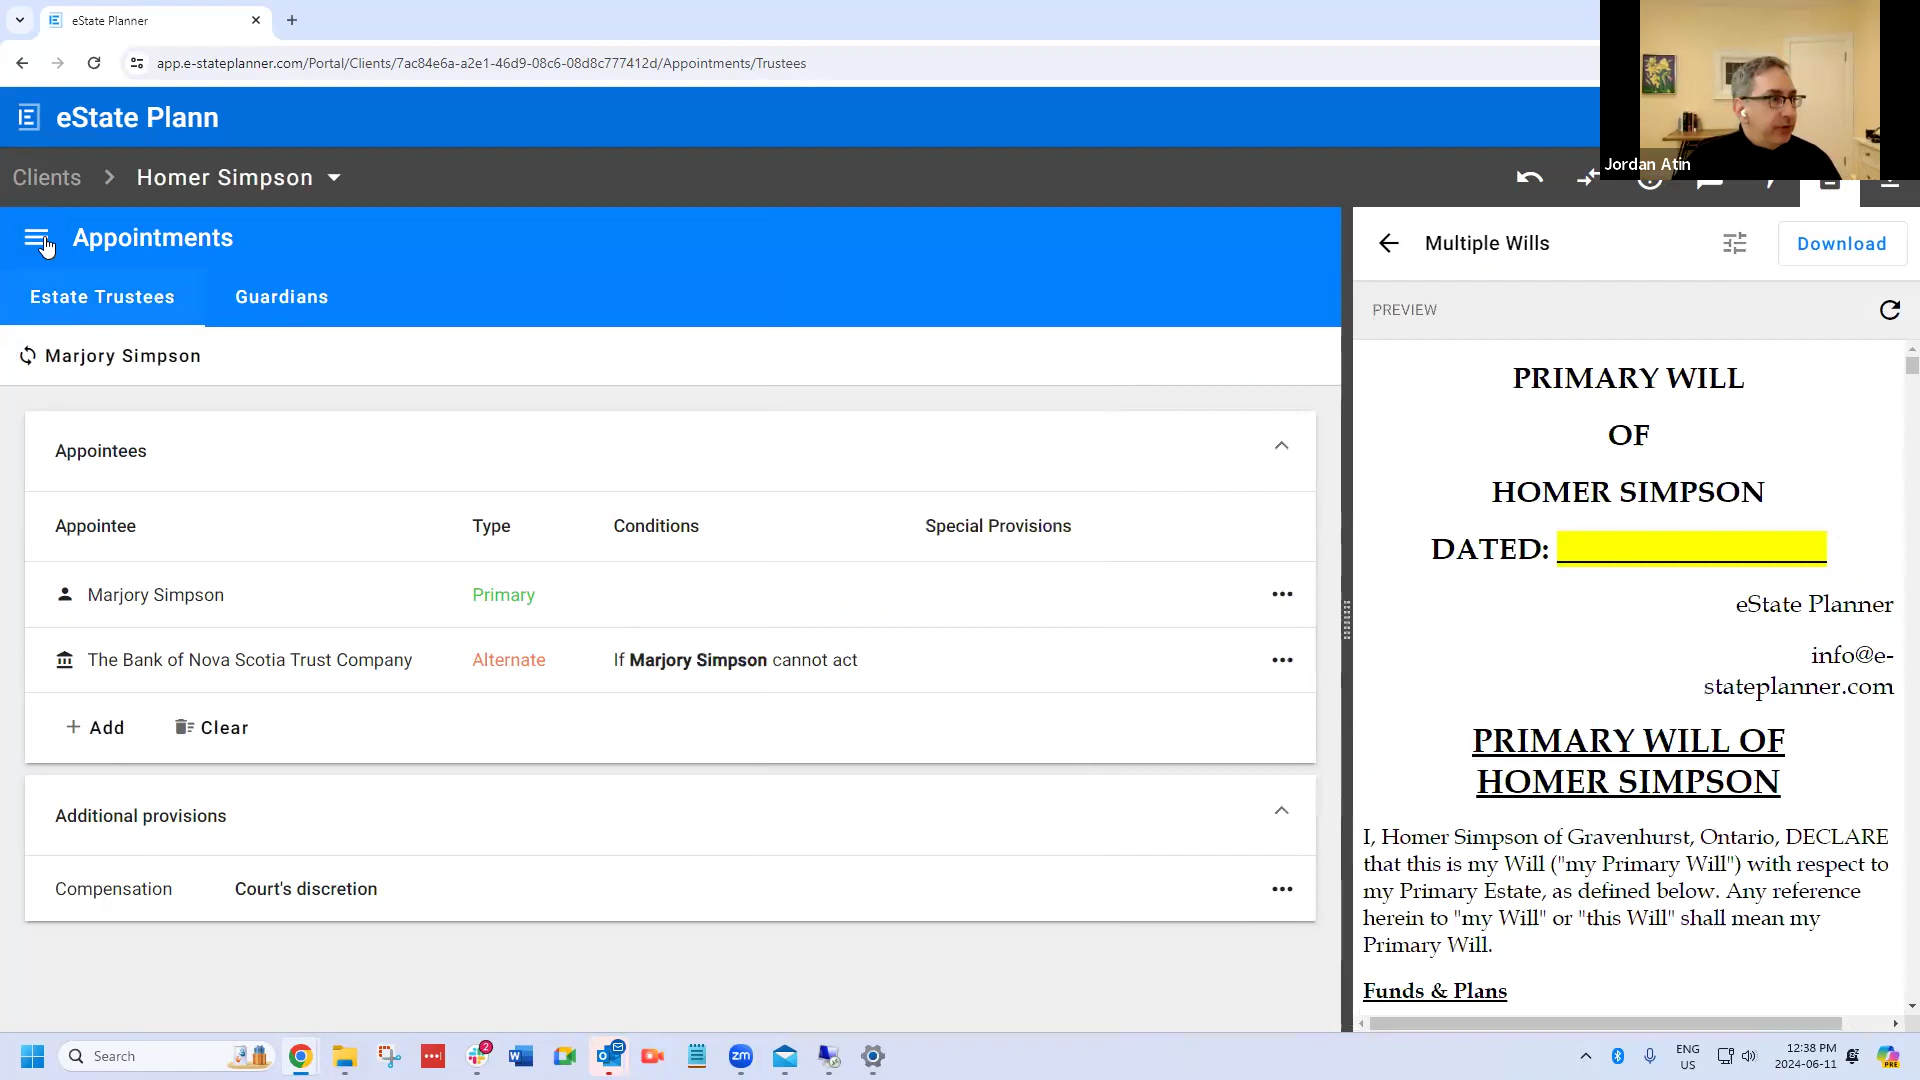 eState Planner
app.e-stateplanner.com/Portal/Clients/7ac84e6a-a2e1-46d9-08c6-08d8c777412d/Appointments/Trustees
eState Plann
Jordan Atin
Clients
Homer Simpson
Appointments
Estate Trustees
Guardians
Marjory Simpson
Appointees
Appointee
Type
Conditions
Special Provisions
Marjory Simpson
Primary
The Bank of Nova Scotia Trust Company
Alternate
If Marjory Simpson cannot act
Add
Clear
Additional provisions
Compensation
Court's discretion
Multiple Wills
Download
PREVIEW
PRIMARY WILL
OF
HOMER SIMPSON
DATED:
eState Planner
info@e-
stateplanner.com
PRIMARY WILL OF
HOMER SIMPSON
I, Homer Simpson of Gravenhurst, Ontario, DECLARE
that this is my Will ("my Primary Will") with respect to
my Primary Estate, as defined below. Any reference
herein to "my Will" or "this Will" shall mean my
Primary Will.
Funds & Plans
Search
2
zm
ENG
US
12:38 PM
2024-06-11
PRE